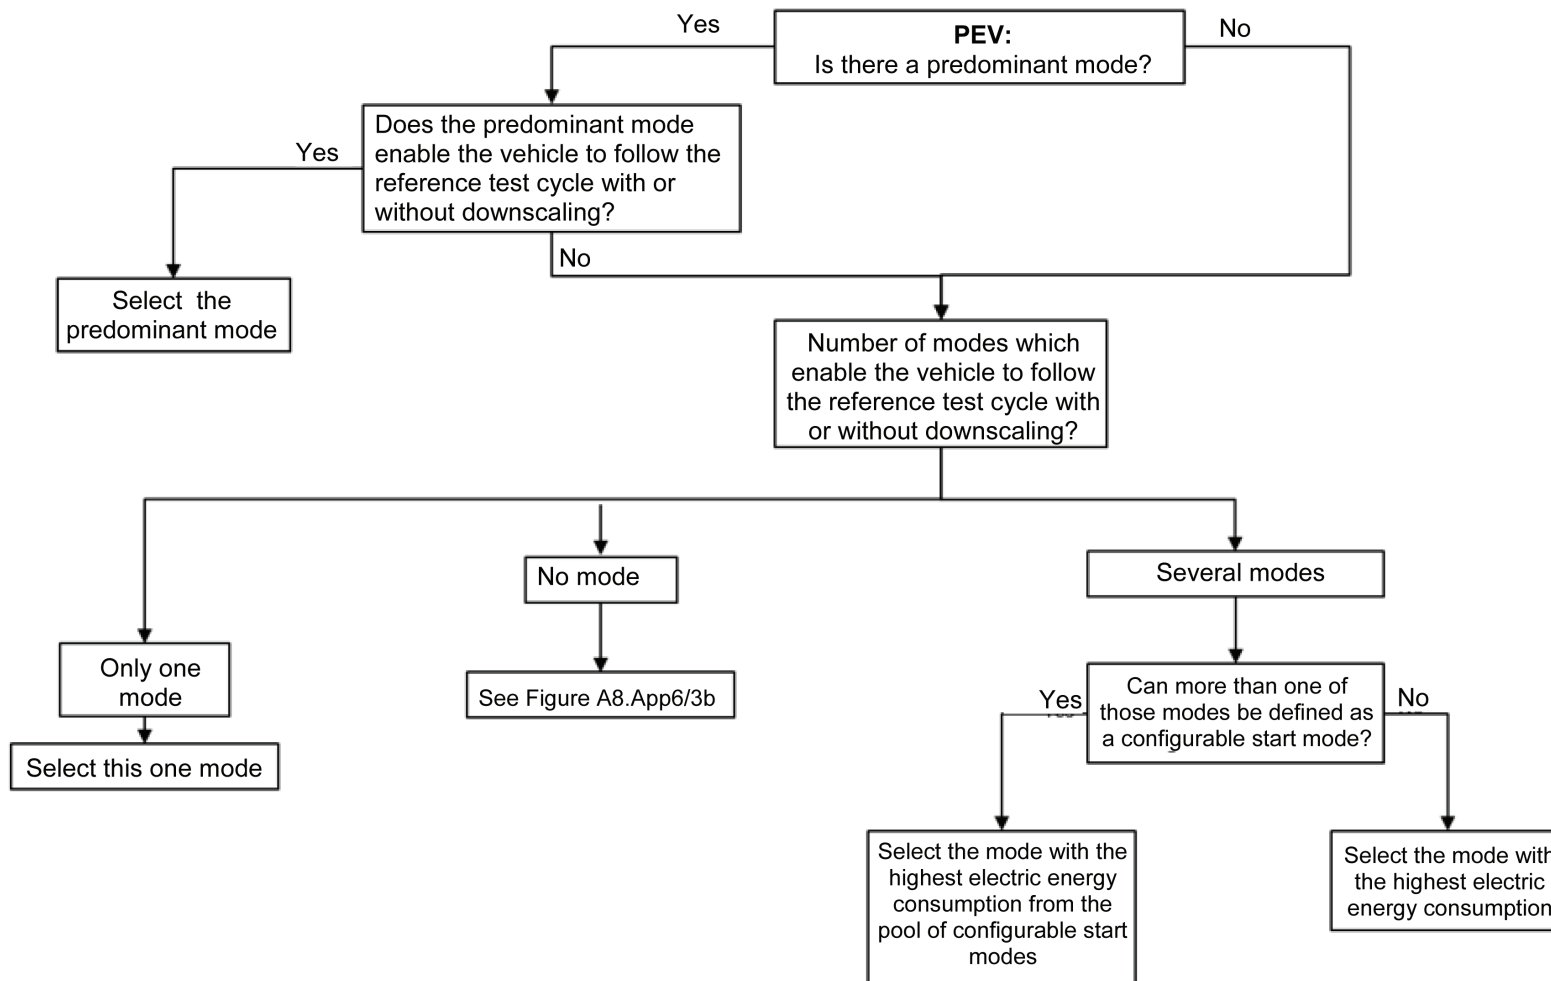 Yes
PEV:
Is there a predominant mode?
No
Does the predominant mode
enable the vehicle to follow the
reference test cycle with or
without downscaling?
Yes
No
Select the
predominant mode
Number of modes which
enable the vehicle to follow
the reference test cycle with
or without downscaling?
No mode
Several modes
Only one
mode
See Figure A8.App6/3b
Select this one mode
Yes
Can more than one of
those modes be defined as
a configurable start mode?
No
Select the mode with the
highest electric energy
consumption from the
pool of configurable start
modes
Select the mode with
the highest electric
energy consumption